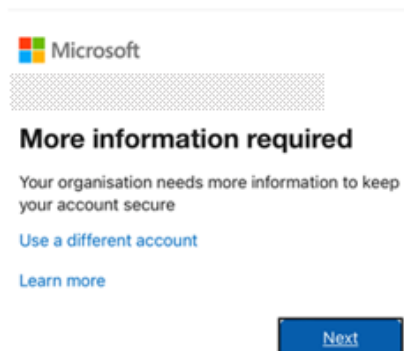 Microsoft
More information required
Your organisation needs more information to keep
your account secure
Use a different account
Learn more
Next